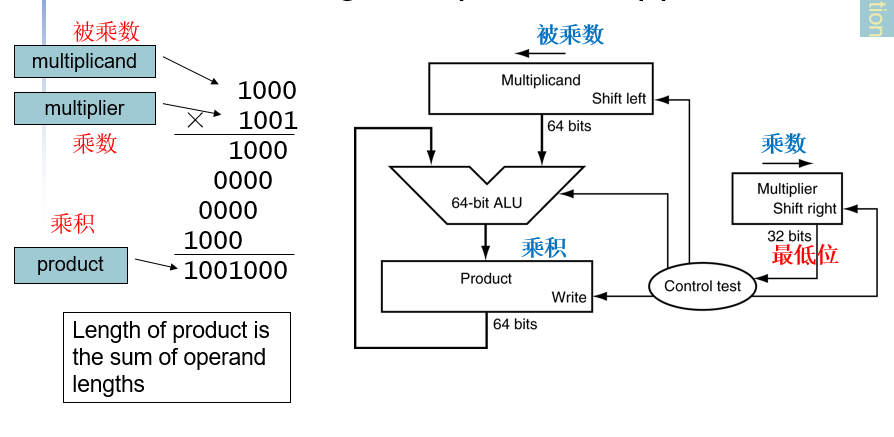 被乘数
multiplicand
multiplier
乘数
1000
× 1001
1000
0000
0000
1000
乘积
product
1001000
Length of product is
the sum of operand
lengths
被乘数
Multiplicand
Shift left
64 bits
64-bit ALU
乘数
Multiplier
Shift right
32 bits
最低位
乘积
Product
Write
64 bits
Control test
tion